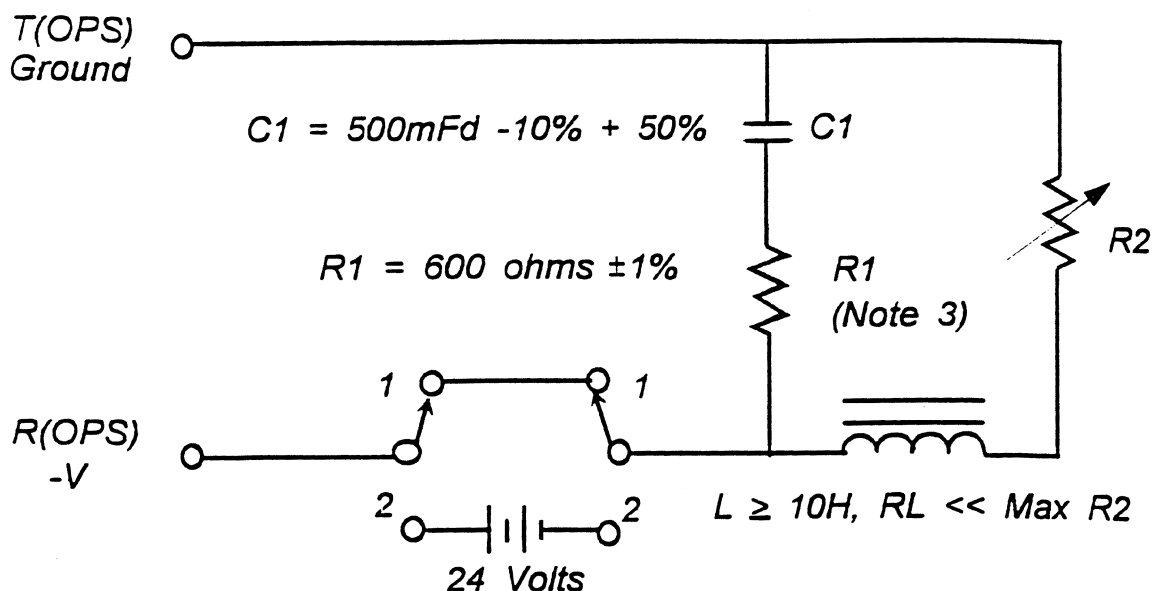 T(OPS)
Ground
C1 = 500mFd -10% + 50%
C1
R1 = 600 ohms ±1%
R1
(Note 3)
R2
1
1
R(OPS)
-V
2
2
24 Volts
L ≥ 10H, RL << Max R2